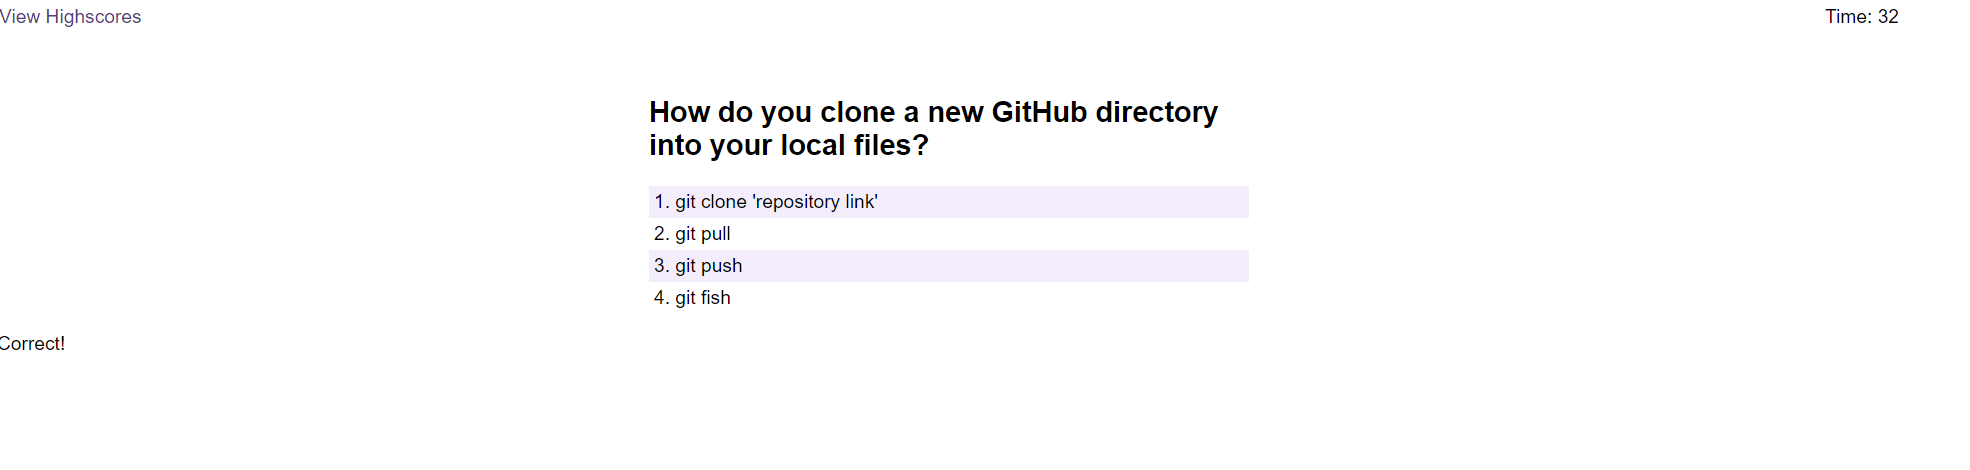 View Highscores
Time: 32
How do you clone a new GitHub directory
into your local files?
1. git clone 'repository link'
2. git pull
3. git push
4. git fish
Correct!